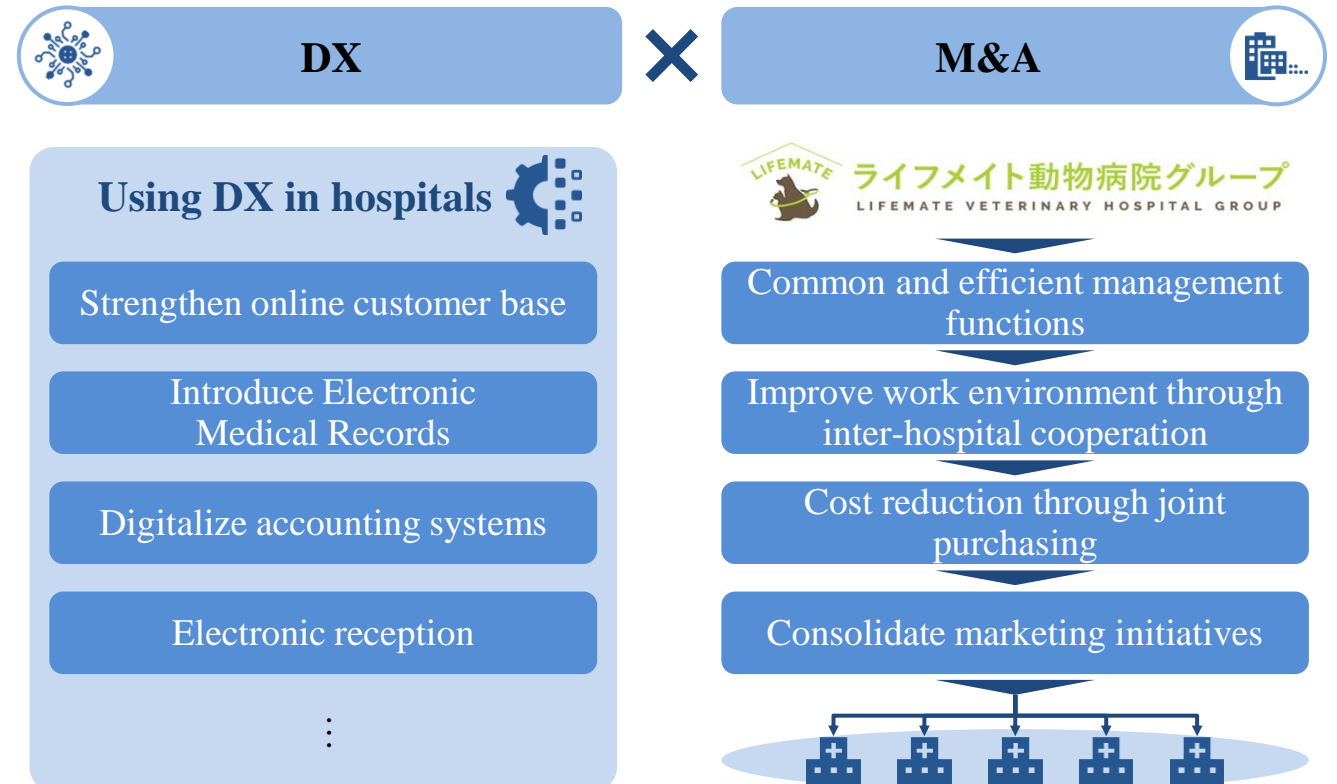 DX
M&A
Using DX in hospitals
Strengthen online customer base
Introduce Electronic
Medical Records
Digitalize accounting systems
Electronic reception
⋮
LIFEMATE
ライフメイト動物病院グループ
LIFEMATE VETERINARY HOSPITAL GROUP
Common and efficient management
functions
Improve work environment through
inter-hospital cooperation
Cost reduction through joint
purchasing
Consolidate marketing initiatives